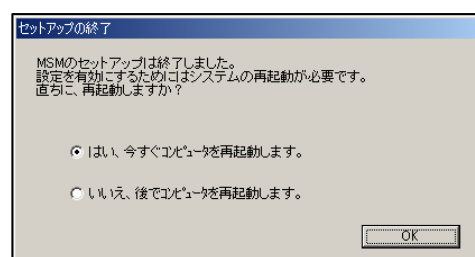 セットアップの終了
MSMのセットアップは終了しました。
設定を有効にするためにはシステムの再起動が必要です。
直ちに、再起動しますか？
はい、今すぐｺﾝﾋﾟｭｰﾀを再起動します。
いいえ、後でｺﾝﾋﾟｭｰﾀを再起動します。
OK